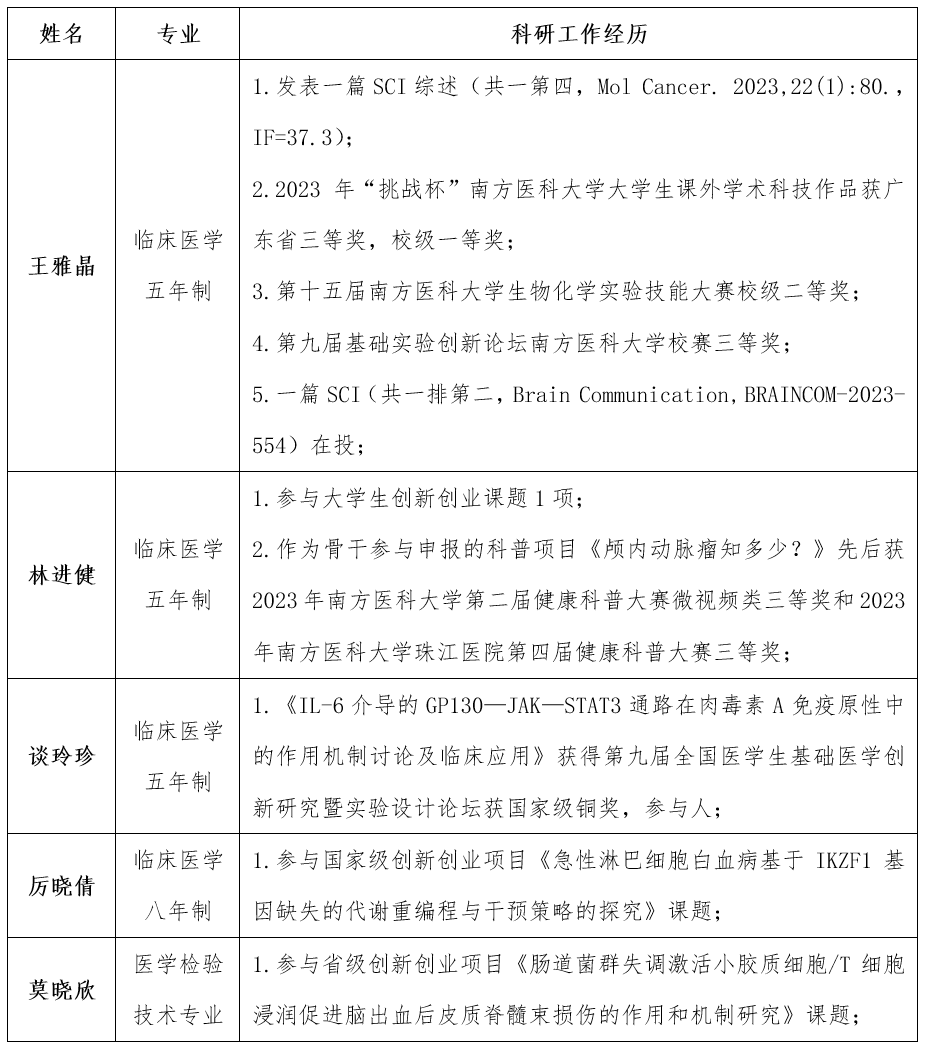 姓名 专业 科研工作经历
王雅晶
临床医学
五年制
1.发表一篇 SCI 综述（共一第四，Mol Cancer. 2023,22(1):80.，
IF=37.3）；
2.2023 年“挑战杯”南方医科大学大学生课外学术科技作品获广
东省三等奖，校级一等奖；
3.第十五届南方医科大学生物化学实验技能大赛校级二等奖；
4.第九届基础实验创新论坛南方医科大学校赛三等奖；
5.一篇 SCI（共一排第二，Brain Communication, BRAINCOM-2023-
554）在投；
林进健
临床医学
五年制
1.参与大学生创新创业课题 1 项；
2.作为骨干参与申报的科普项目《颅内动脉瘤知多少？》先后获
2023 年南方医科大学第二届健康科普大赛微视频类三等奖和 2023
年南方医科大学珠江医院第四届健康科普大赛三等奖；
谈玲珍
临床医学
五年制
1.《IL-6 介导的 GP130—JAK—STAT3 通路在肉毒素 A 免疫原性中
的作用机制讨论及临床应用》获得第九届全国医学生基础医学创
新研究暨实验设计论坛获国家级铜奖，参与人；
厉晓倩
临床医学
八年制
1.参与国家级创新创业项目《急性淋巴细胞白血病基于 IKZF1 基
因缺失的代谢重编程与干预策略的探究》课题；
莫晓欣
医学检验
技术专业
1.参与省级创新创业项目《肠道菌群失调激活小胶质细胞/T 细胞
浸润促进脑出血后皮质脊髓束损伤的作用和机制研究》课题；